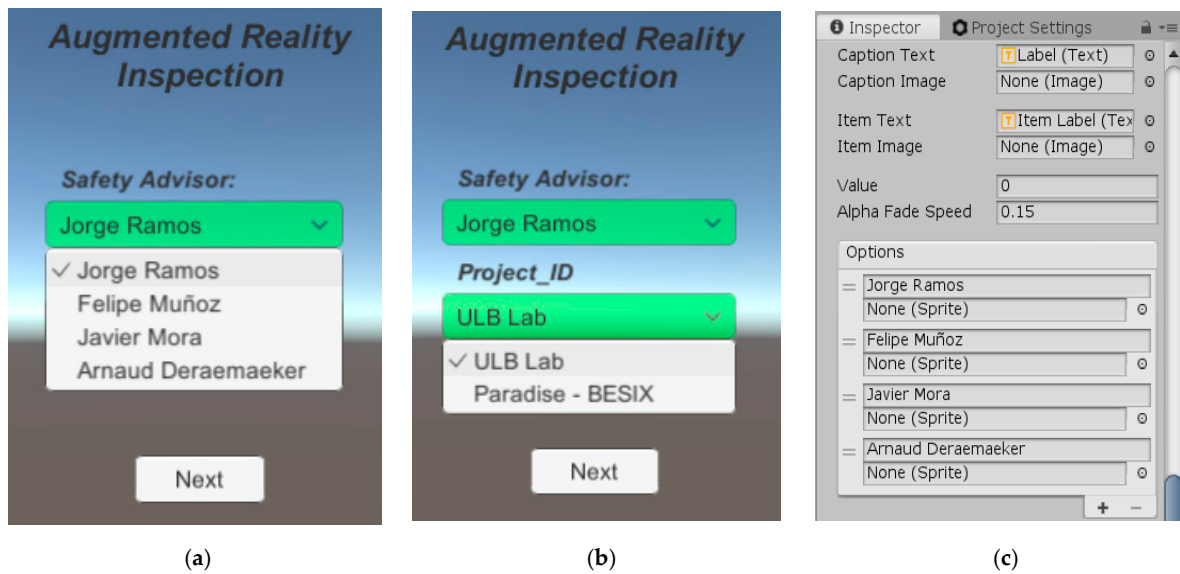 Augmented Reality
Inspection
Safety Advisor:
Jorge Ramos
Jorge Ramos
Felipe Muñoz
Javier Mora
Arnaud Deraemaeker
Next
(a)
Augmented Reality
Inspection
Safety Advisor:
Jorge Ramos
Project_ID
ULB Lab
ULB Lab
Paradise - BESIX
Next
(b)
Inspector Project Settings
Caption Text Label (Text)
Caption Image None (Image)
Item Text Item Label (Tex
Item Image None (Image)
Value 0
Alpha Fade Speed 0.15
Options
Jorge Ramos
None (Sprite)
Felipe Muñoz
None (Sprite)
Javier Mora
None (Sprite)
Arnaud Deraemaeker
None (Sprite)
+ −
(c)